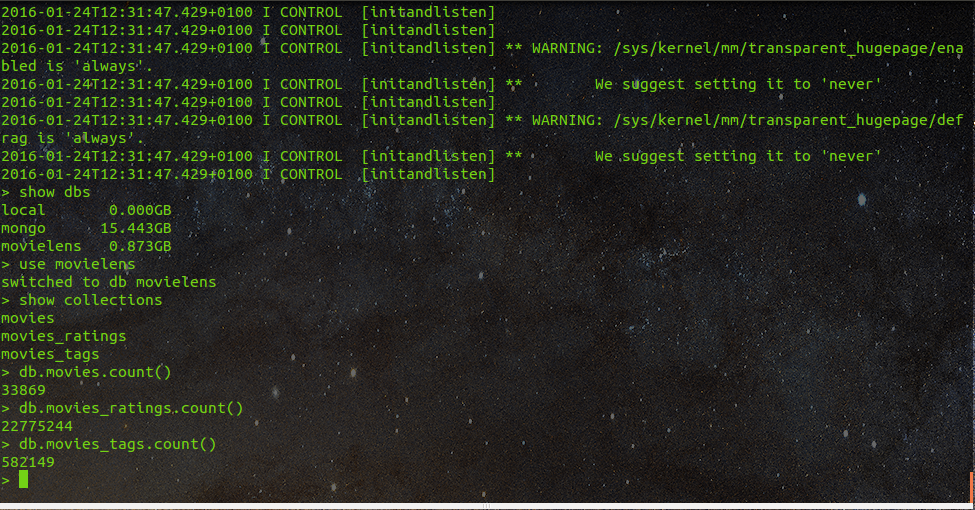 2016-01-24T12:31:47.429+0100 I CONTROL  [initandlisten]
2016-01-24T12:31:47.429+0100 I CONTROL  [initandlisten]
2016-01-24T12:31:47.429+0100 I CONTROL  [initandlisten] ** WARNING: /sys/kernel/mm/transparent_hugepage/ena
bled is 'always'.
2016-01-24T12:31:47.429+0100 I CONTROL  [initandlisten] **        We suggest setting it to 'never'
2016-01-24T12:31:47.429+0100 I CONTROL  [initandlisten]
2016-01-24T12:31:47.429+0100 I CONTROL  [initandlisten] ** WARNING: /sys/kernel/mm/transparent_hugepage/def
rag is 'always'.
2016-01-24T12:31:47.429+0100 I CONTROL  [initandlisten] **        We suggest setting it to 'never'
2016-01-24T12:31:47.429+0100 I CONTROL  [initandlisten]
> show dbs
local       0.000GB
mongo      15.443GB
movielens   0.873GB
> use movielens
switched to db movielens
> show collections
movies
movies_ratings
movies_tags
> db.movies.count()
33869
> db.movies_ratings.count()
22775244
> db.movies_tags.count()
582149
>